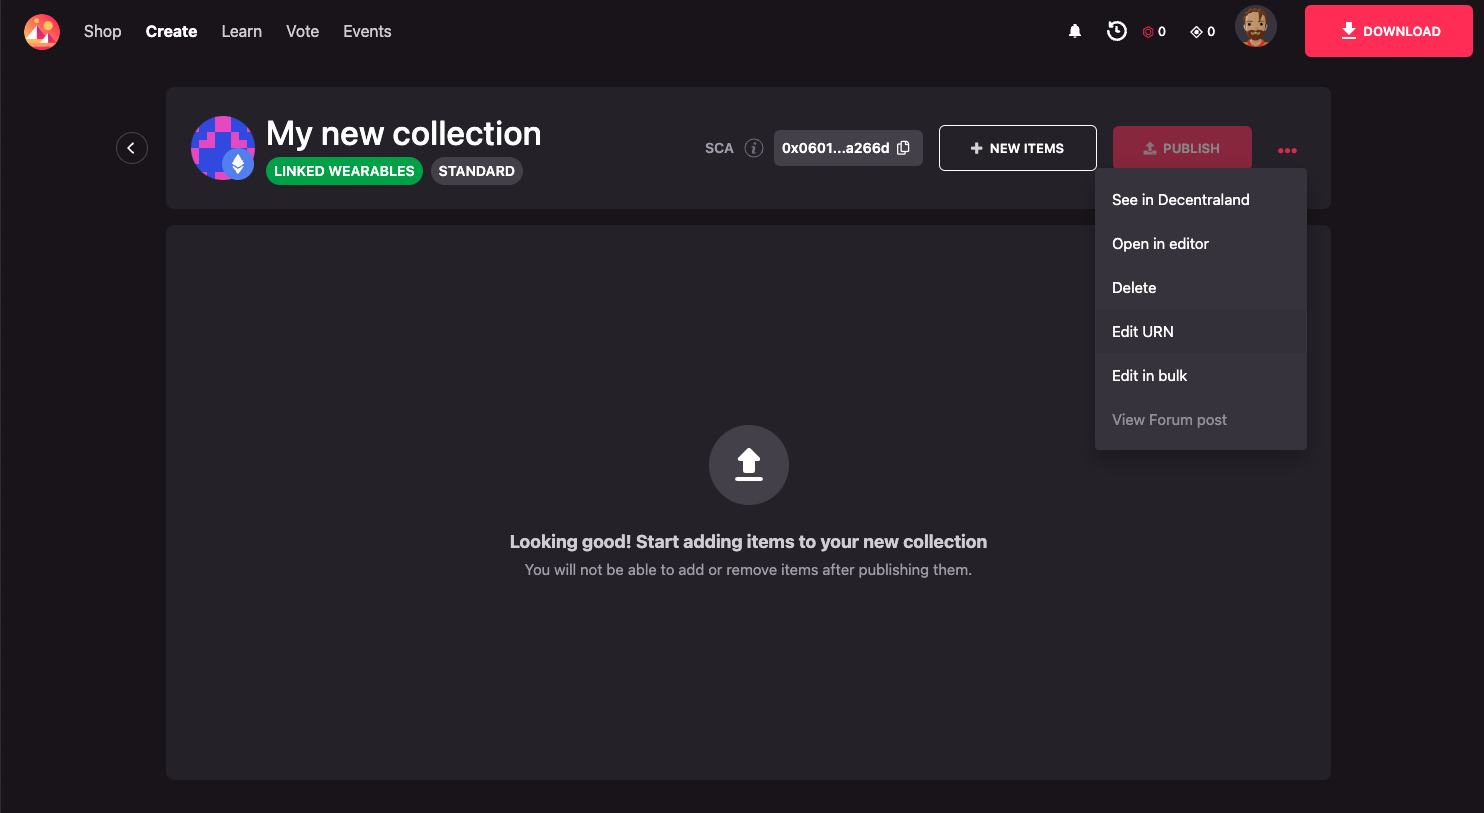 Shop Create Learn Vote Events 0 0 DOWNLOAD
My new collection
LINKED WEARABLES STANDARD
SCA i 0x0601...a266d NEW ITEMS PUBLISH
See in Decentraland
Open in editor
Delete
Edit URN
Edit in bulk
View Forum post
Looking good! Start adding items to your new collection
You will not be able to add or remove items after publishing them.